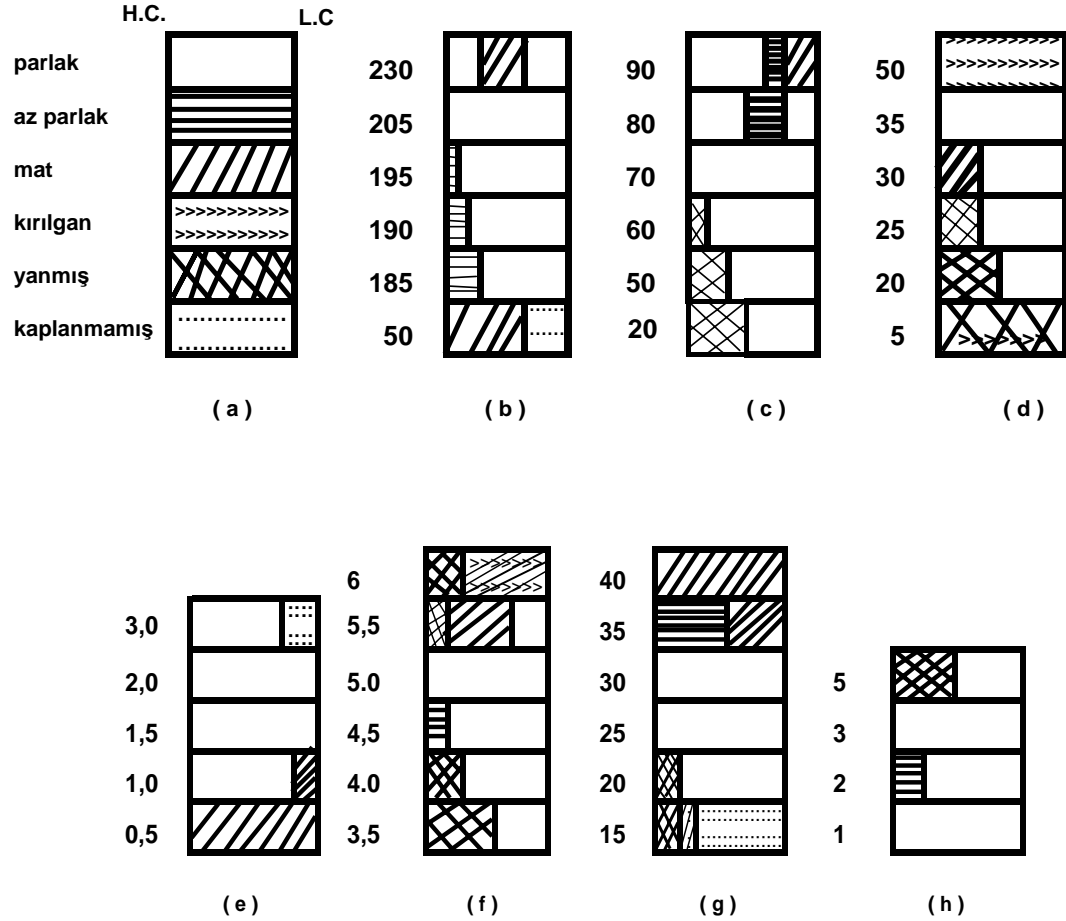 H.C. L.C
parlak
az parlak
mat
kırılgan
yanmış
kaplanmamış
( a )
230
205
195
190
185
50
( b )
90
80
70
60
50
20
( c )
50
35
30
25
20
5
( d )
3,0
2,0
1,5
1,0
0,5
( e )
6
5,5
5.0
4,5
4.0
3,5
( f )
40
35
30
25
20
15
( g )
5
3
2
1
( h )